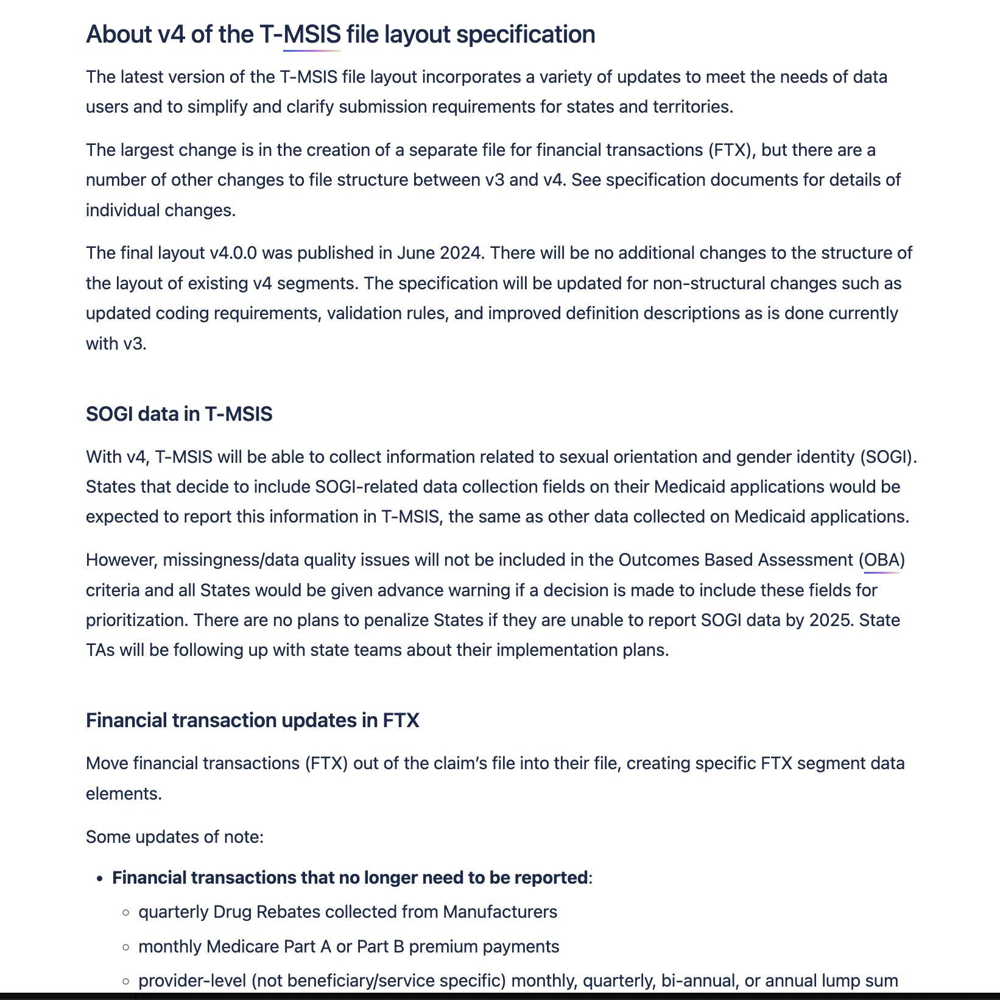 About v4 of the T-MSIS file layout specification
The latest version of the T-MSIS file layout incorporates a variety of updates to meet the needs of data
users and to simplify and clarify submission requirements for states and territories.
The largest change is in the creation of a separate file for financial transactions (FTX), but there are a
number of other changes to file structure between v3 and v4. See specification documents for details of
individual changes.
The final layout v4.0.0 was published in June 2024. There will be no additional changes to the structure of
the layout of existing v4 segments. The specification will be updated for non-structural changes such as
updated coding requirements, validation rules, and improved definition descriptions as is done currently
with v3.
SOGI data in T-MSIS
With v4, T-MSIS will be able to collect information related to sexual orientation and gender identity (SOGI).
States that decide to include SOGI-related data collection fields on their Medicaid applications would be
expected to report this information in T-MSIS, the same as other data collected on Medicaid applications.
However, missingness/data quality issues will not be included in the Outcomes Based Assessment (OBA)
criteria and all States would be given advance warning if a decision is made to include these fields for
prioritization. There are no plans to penalize States if they are unable to report SOGI data by 2025. State
TAs will be following up with state teams about their implementation plans.
Financial transaction updates in FTX
Move financial transactions (FTX) out of the claim’s file into their file, creating specific FTX segment data
elements.
Some updates of note:
• Financial transactions that no longer need to be reported:
◦ quarterly Drug Rebates collected from Manufacturers
◦ monthly Medicare Part A or Part B premium payments
◦ provider-level (not beneficiary/service specific) monthly, quarterly, bi-annual, or annual lump sum